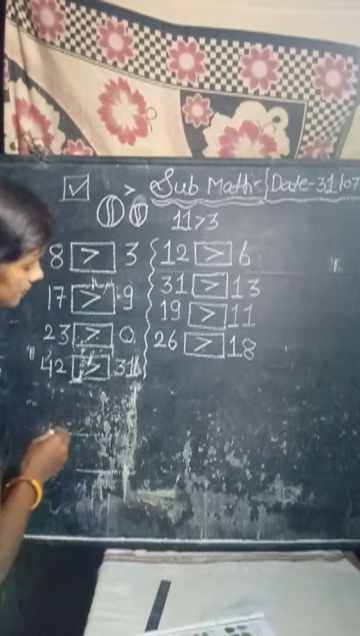 ☑ > Sub Math - Date-31/07
11>3
8 > 3 12 > 6
17 > 9 31 > 13
23 > 0 19 > 11
42 > 31 26 > 18